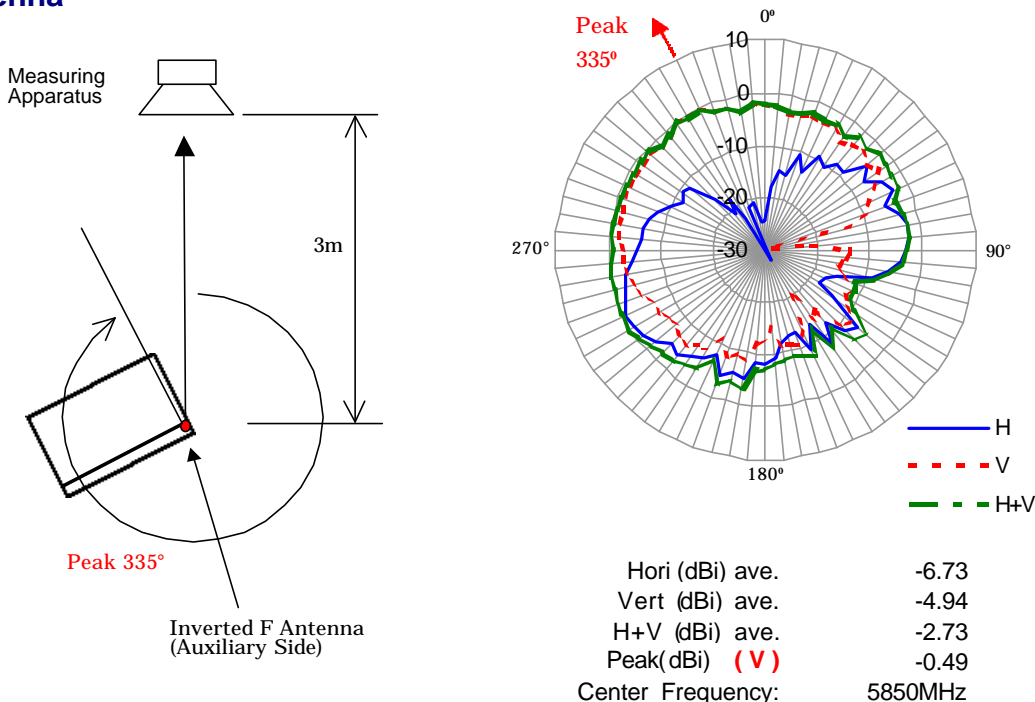 Measuring
Apparatus
3m
Peak 335°
Inverted F Antenna
(Auxiliary Side)
Peak
335º
0º
10
0
-10
-20
-30
270°
90°
180º
H
V
H+V
Hori (dBi) ave. -6.73
Vert (dBi) ave. -4.94
H+V (dBi) ave. -2.73
Peak(dBi) ( V ) -0.49
Center Frequency: 5850MHz